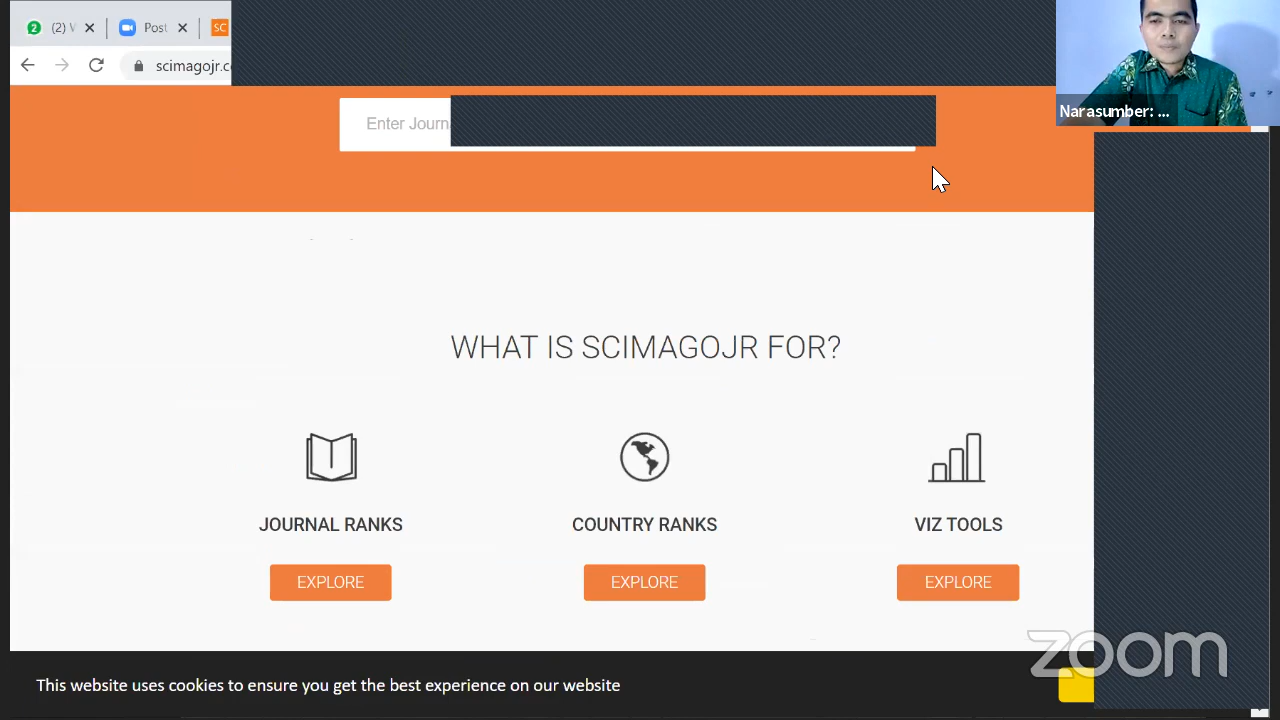 (2) W
Post
SC
scimagojr.c
Narasumber: ...
Enter Journ
WHAT IS SCIMAGOJR FOR?
JOURNAL RANKS
COUNTRY RANKS
VIZ TOOLS
EXPLORE
EXPLORE
EXPLORE
zoom
This website uses cookies to ensure you get the best experience on our website